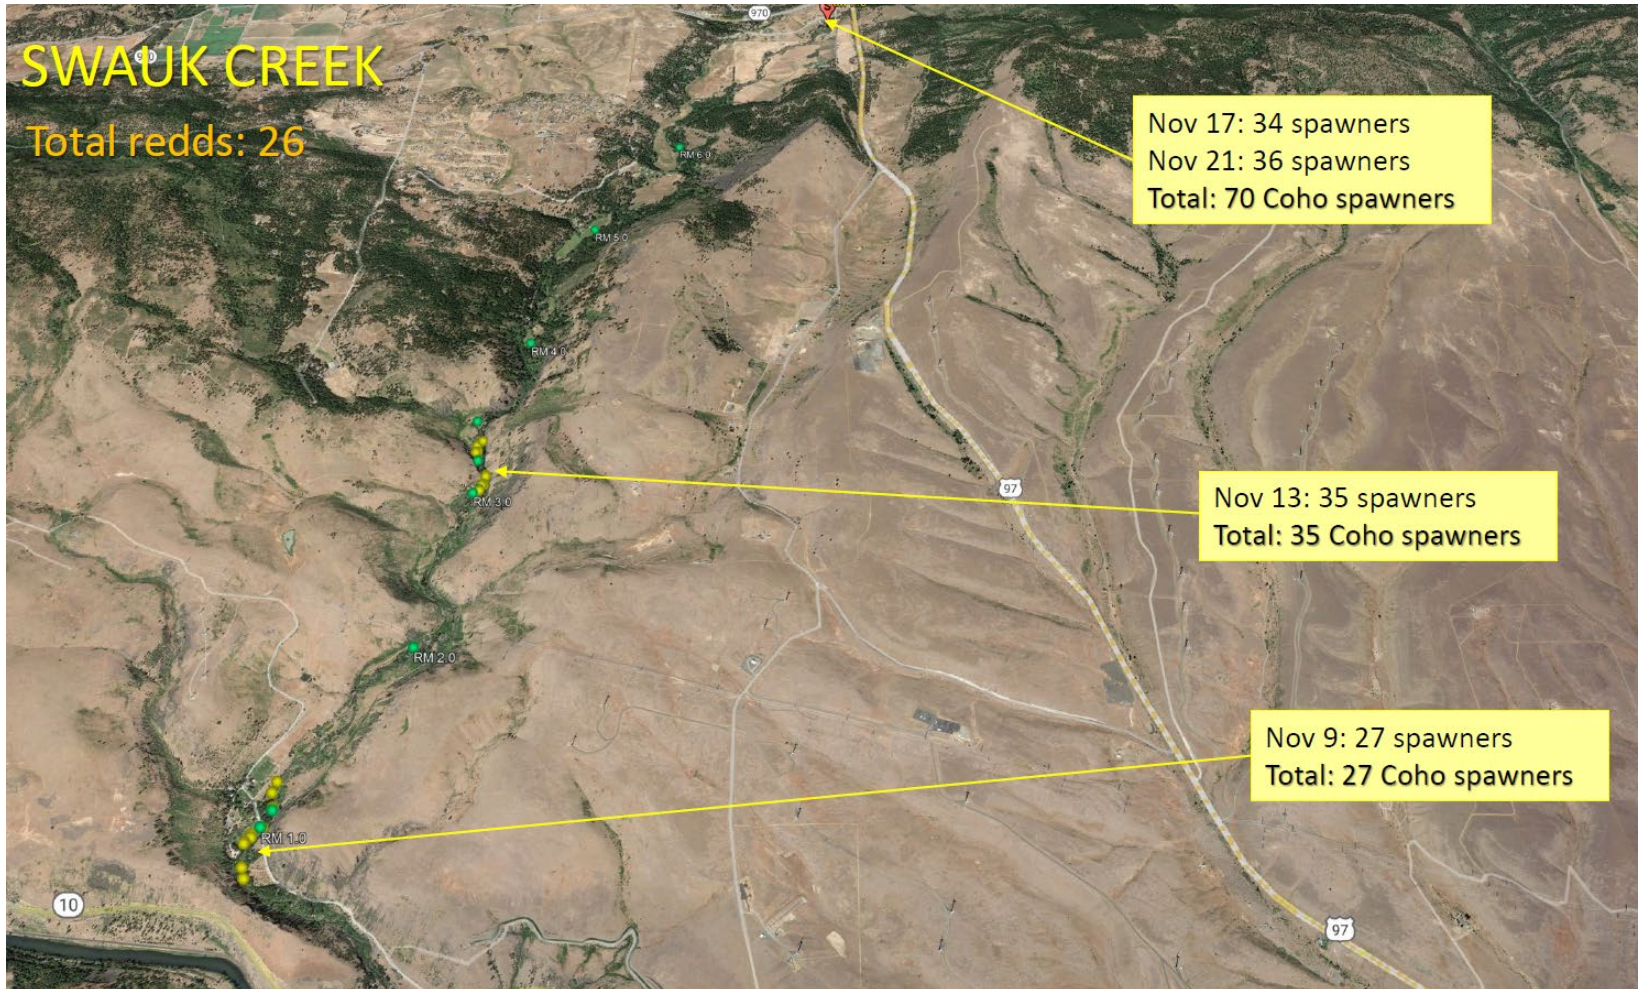 SWAUK CREEK
Total redds: 26
970
Nov 17: 34 spawners
Nov 21: 36 spawners
Total: 70 Coho spawners
RM 6.0
RM 5.0
RM 4.0
RM 3.0
97
Nov 13: 35 spawners
Total: 35 Coho spawners
RM 2.0
Nov 9: 27 spawners
Total: 27 Coho spawners
RM 1.0
10
97